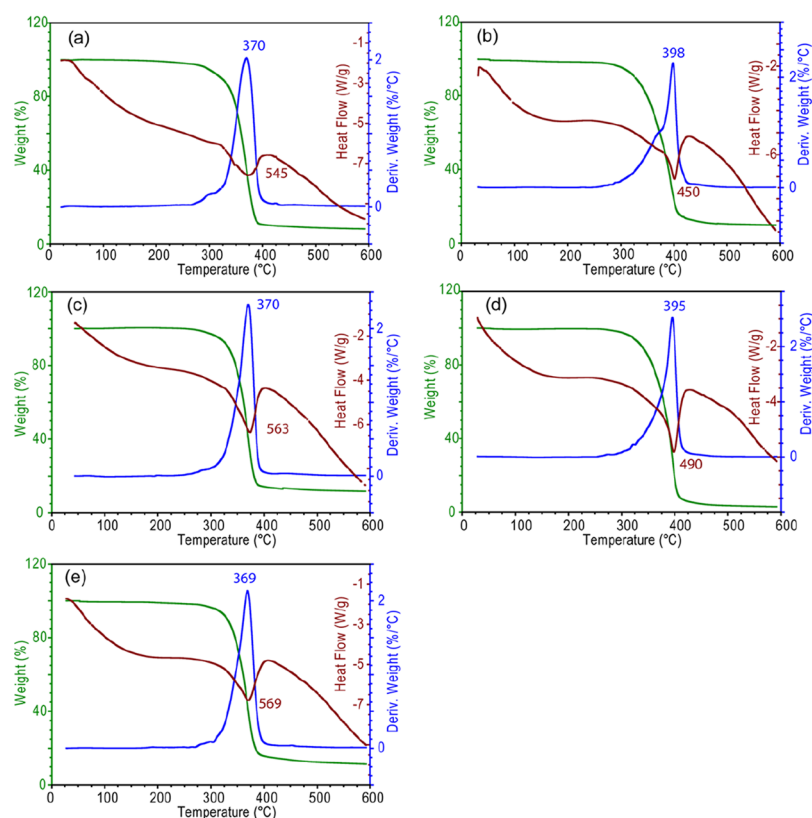 (a)
370
545
120
80
40
0
Weight (%)
-1
-3
-5
-7
Heat Flow (W/g)
2
0
Deriv. Weight (%/°C)
0 100 200 300 400 500 600
Temperature (°C)
(b)
398
450
120
100
80
60
40
20
0
Weight (%)
-2
-6
Heat Flow (W/g)
2
0
Deriv. Weight (%/°C)
0 100 200 300 400 500 600
Temperature (°C)
(c)
370
563
120
80
40
0
Weight (%)
-2
-4
-6
Heat Flow (W/g)
2
0
Deriv. Weight (%/°C)
0 100 200 300 400 500 600
Temperature (°C)
(d)
395
490
120
80
40
0
Weight (%)
-2
-4
Heat Flow (W/g)
2
0
Deriv. Weight (%/°C)
0 100 200 300 400 500 600
Temperature (°C)
(e)
369
569
120
80
40
0
Weight (%)
-1
-3
-5
-7
Heat Flow (W/g)
2
0
Deriv. Weight (%/°C)
0 100 200 300 400 500 600
Temperature (°C)